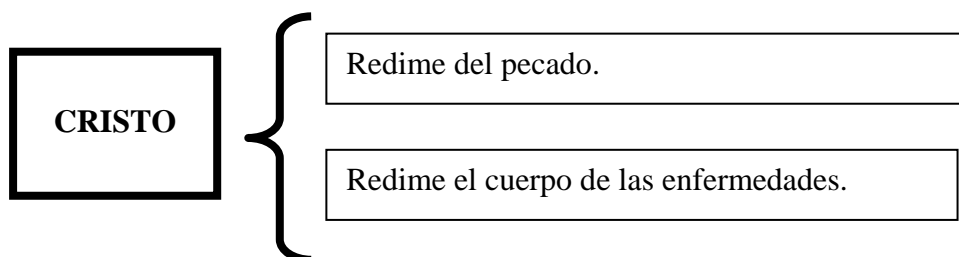 CRISTO
Redime del pecado.
Redime el cuerpo de las enfermedades.